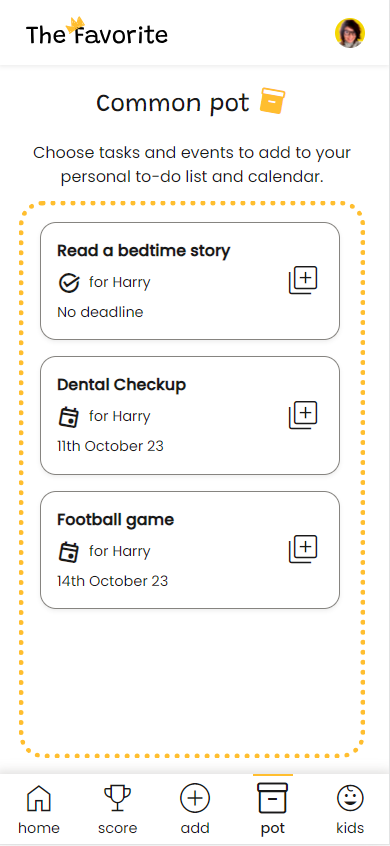 The Favorite
Common pot
Choose tasks and events to add to your
personal to-do list and calendar.
Read a bedtime story
for Harry
No deadline
Dental Checkup
for Harry
11th October 23
Football game
for Harry
14th October 23
home score add pot kids